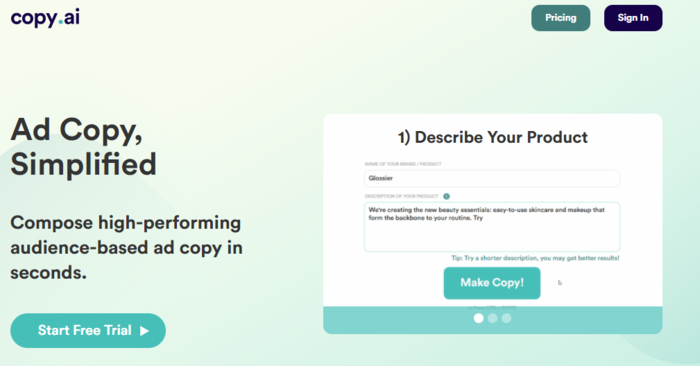 copy.ai
Pricing
Sign In
Ad Copy,
Simplified
Compose high-performing
audience-based ad copy in
seconds.
Start Free Trial
1) Describe Your Product
NAME OF YOUR BRAND / PRODUCT
Glossier
DESCRIPTION OF YOUR PRODUCT
We're creating the new beauty essentials: easy-to-use skincare and makeup that
form the backbone to your routine. Try
Tip: Try a shorter description, you may get better results!
Make Copy!